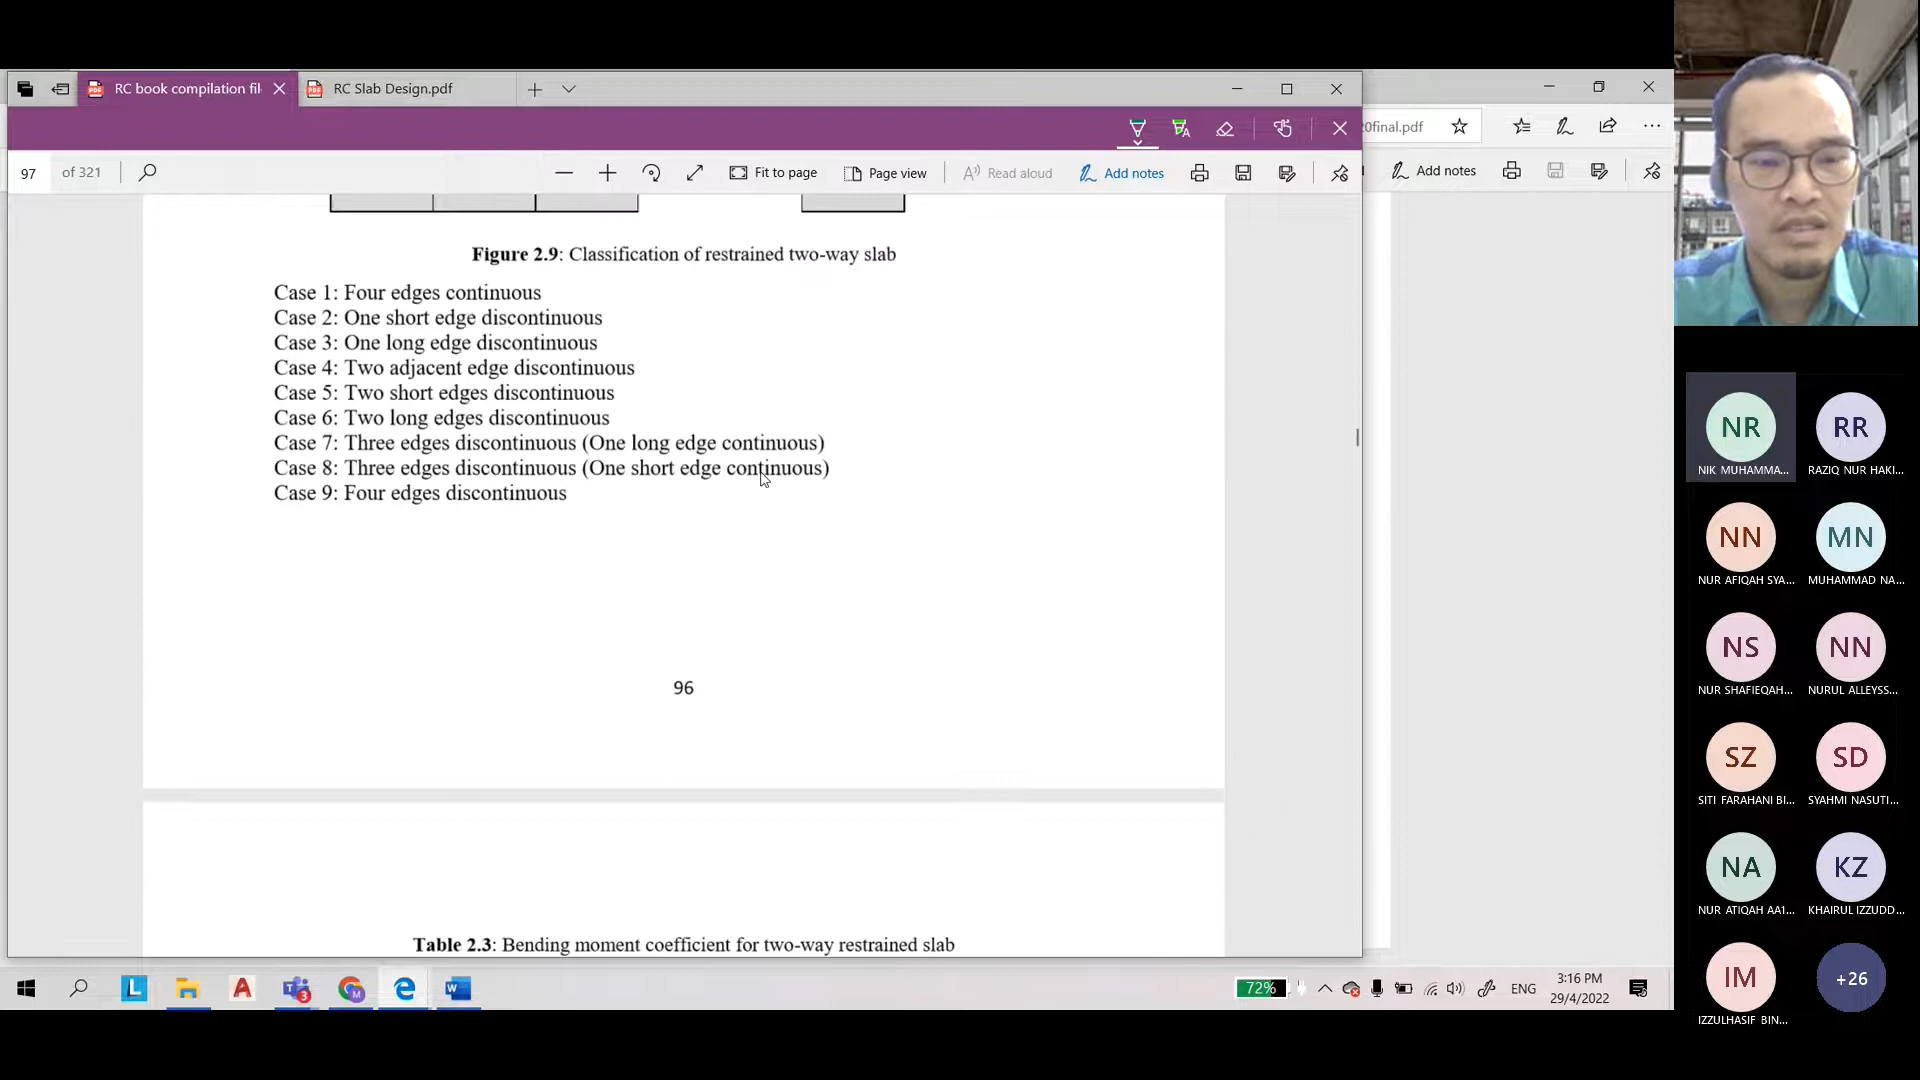 RC book compilation fil
RC Slab Design.pdf
0final.pdf
97 of 321
Fit to page
Page view
Read aloud
Add notes
Add notes
Figure 2.9: Classification of restrained two-way slab
Case 1: Four edges continuous
Case 2: One short edge discontinuous
Case 3: One long edge discontinuous
Case 4: Two adjacent edge discontinuous
Case 5: Two short edges discontinuous
Case 6: Two long edges discontinuous
Case 7: Three edges discontinuous (One long edge continuous)
Case 8: Three edges discontinuous (One short edge continuous)
Case 9: Four edges discontinuous
96
Table 2.3: Bending moment coefficient for two-way restrained slab
NR
NIK MUHAMMA...
RR
RAZIQ NUR HAKI...
NN
NUR AFIQAH SYA...
MN
MUHAMMAD NA...
NS
NUR SHAFIEQAH...
NN
NURUL ALLEYSS...
SZ
SITI FARAHANI BI...
SD
SYAHMI NASUTI...
NA
NUR ATIQAH AA1...
KZ
KHAIRUL IZZUDD...
IM
IZZULHASIF BIN...
+26
72%
ENG
3:16 PM
29/4/2022